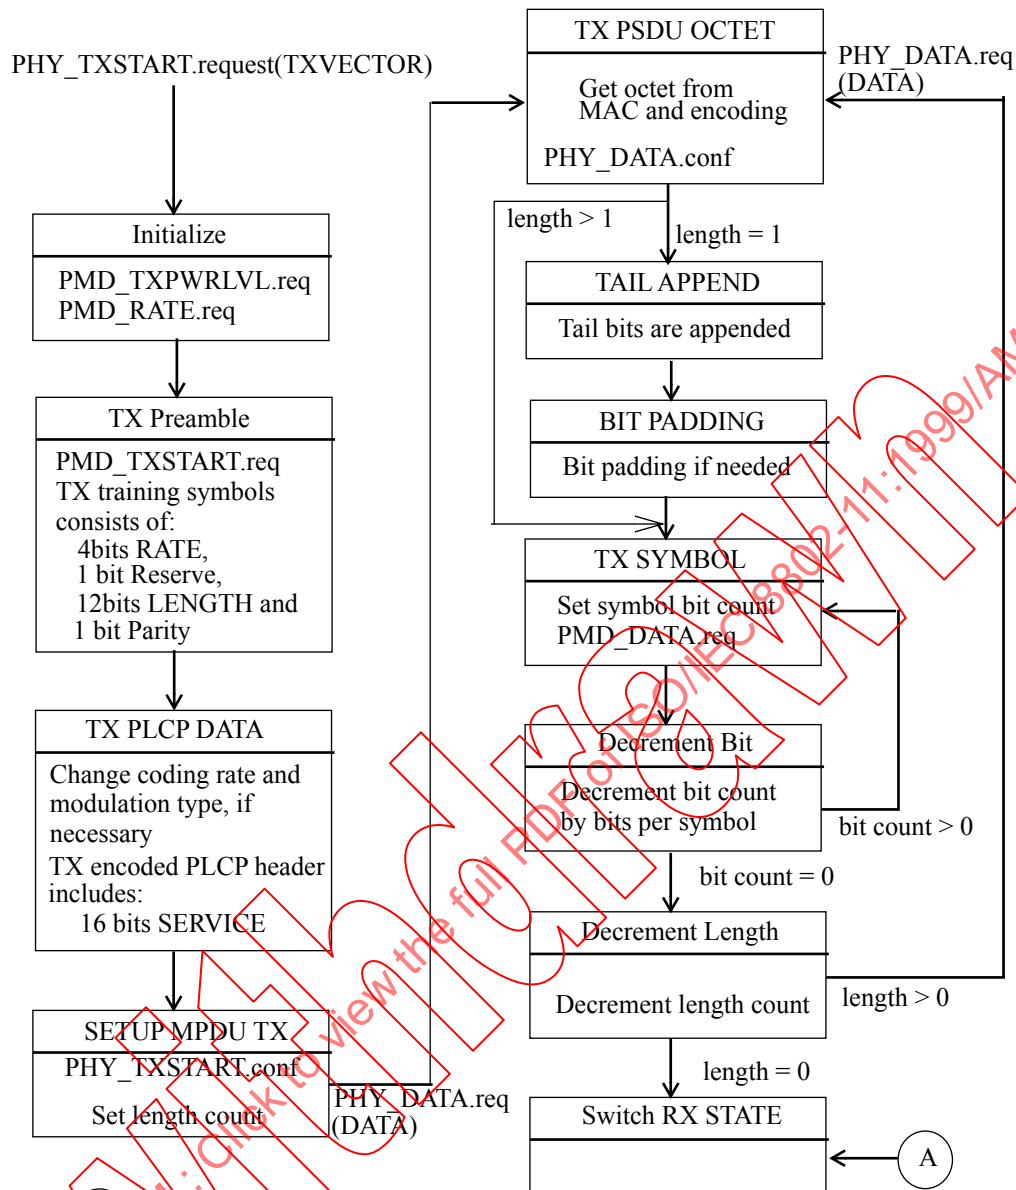 PHY_TXSTART.request(TXVECTOR)
Initialize
PMD_TXPWRLVL.req
PMD_RATE.req
TX Preamble
PMD_TXSTART.req
TX training symbols
consists of:
4bits RATE,
1 bit Reserve,
12bits LENGTH and
1 bit Parity
TX PLCP DATA
Change coding rate and
modulation type, if
necessary
TX encoded PLCP header
includes:
16 bits SERVICE
SETUP MPDU TX
PHY_TXSTART.conf
Set length count
PHY_DATA.req
(DATA)
TX PSDU OCTET
Get octet from
MAC and encoding
PHY_DATA.conf
PHY_DATA.req
(DATA)
length > 1
length = 1
TAIL APPEND
Tail bits are appended
BIT PADDING
Bit padding if needed
TX SYMBOL
Set symbol bit count
PMD_DATA.req
Decrement Bit
Decrement bit count
by bits per symbol
bit count > 0
bit count = 0
Decrement Length
Decrement length count
length > 0
length = 0
Switch RX STATE
A
: Click to view the full PDF of ISO/IEC 8802-11:1999/AM